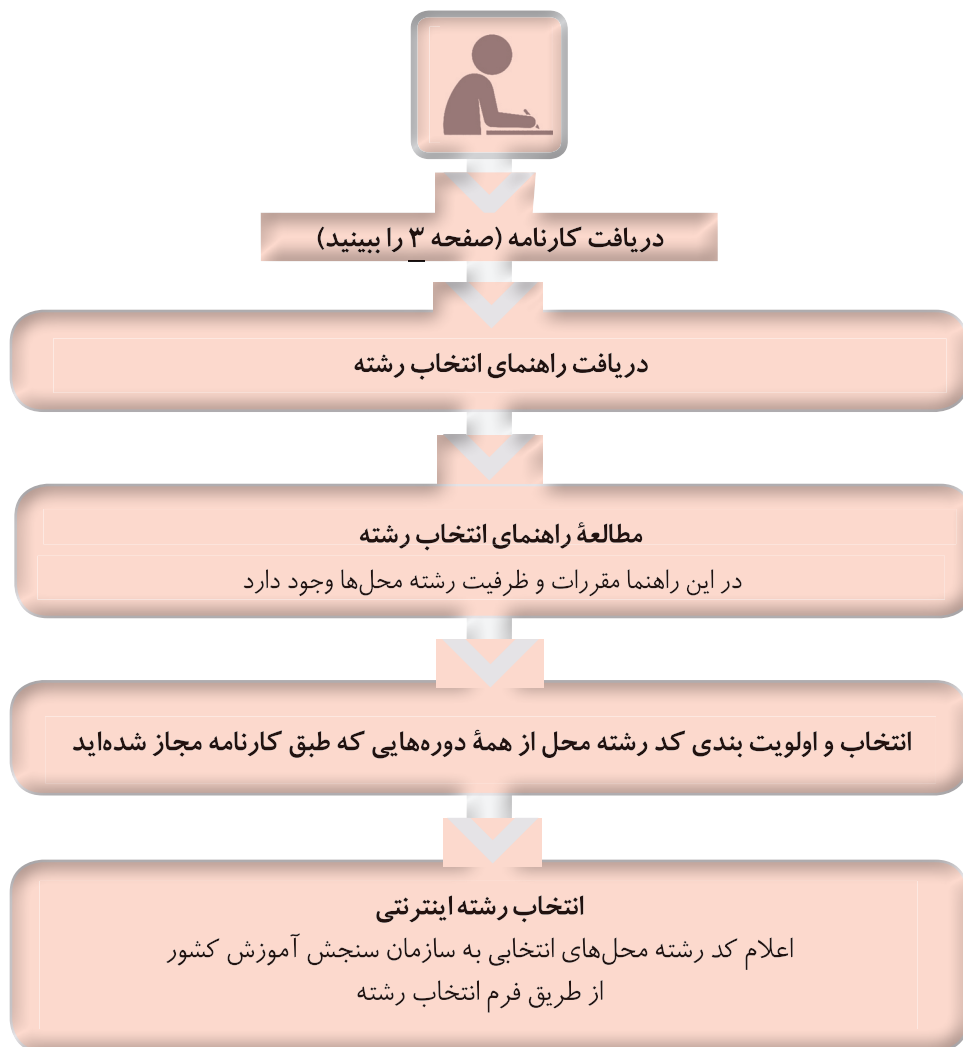 دریافت کارنامه (صفحه ۳ را ببینید)
دریافت راهنمای انتخاب رشته
مطالعۀ راهنمای انتخاب رشته
در این راهنما مقررات و ظرفیت رشته محل‌ها وجود دارد
انتخاب و اولویت بندی کد رشته محل از همۀ دوره‌هایی که طبق کارنامه مجاز شده‌اید
انتخاب رشته اینترنتی
اعلام کد رشته محل‌های انتخابی به سازمان سنجش آموزش کشور
از طریق فرم انتخاب رشته